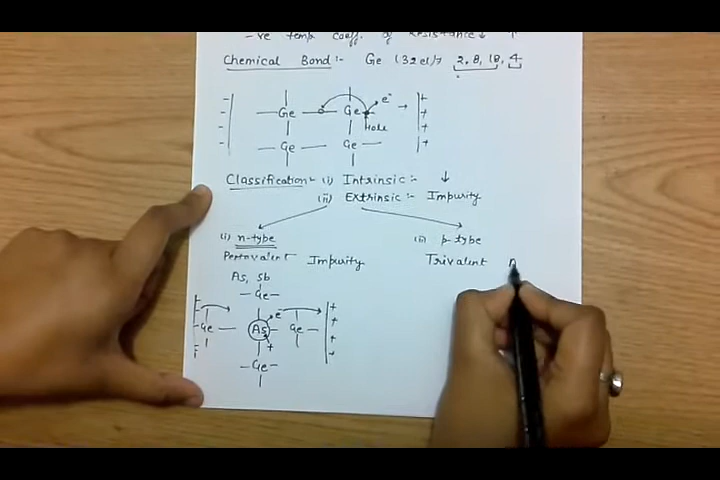 -ve temp coeff. of Resistance↓ ↑
Chemical Bond :- Ge (32 el)→ 2, 8, 18, 4
- - - - Ge Ge e⁻ → + + + +
Hole
Ge Ge
Classification:- (i) Intrinsic :- ↓
(ii) Extrinsic :- Impurity
(i) n-type (ii) p-type
Pentavalent Impurity Trivalent
As, Sb
Ge
Ge As e⁻ Ge + + + +
+
Ge